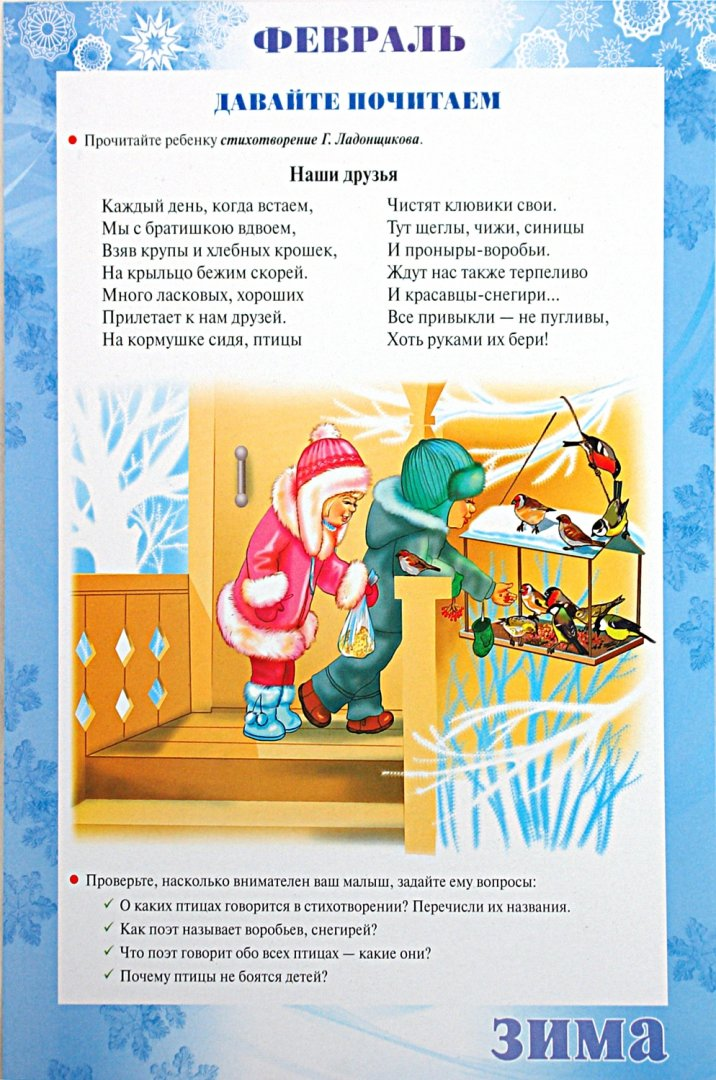 ФЕВРАЛЬ
ДАВАЙТЕ ПОЧИТАЕМ
Прочитайте ребенку стихотворение Г. Ладонщикова.
Наши друзья
Каждый день, когда встаем,
Мы с братишкою вдвоем,
Взяв крупы и хлебных крошек,
На крыльцо бежим скорей.
Много ласковых, хороших
Прилетает к нам друзей.
На кормушке сидя, птицы
Чистят клювики свои.
Тут щеглы, чижи, синицы
И проныры-воробьи.
Ждут нас также терпеливо
И красавцы-снегири...
Все привыкли — не пугливы,
Хоть руками их бери!
Проверьте, насколько внимателен ваш малыш, задайте ему вопросы:
О каких птицах говорится в стихотворении? Перечисли их названия.
Как поэт называет воробьев, снегирей?
Что поэт говорит обо всех птицах — какие они?
Почему птицы не боятся детей?
ЗИМА